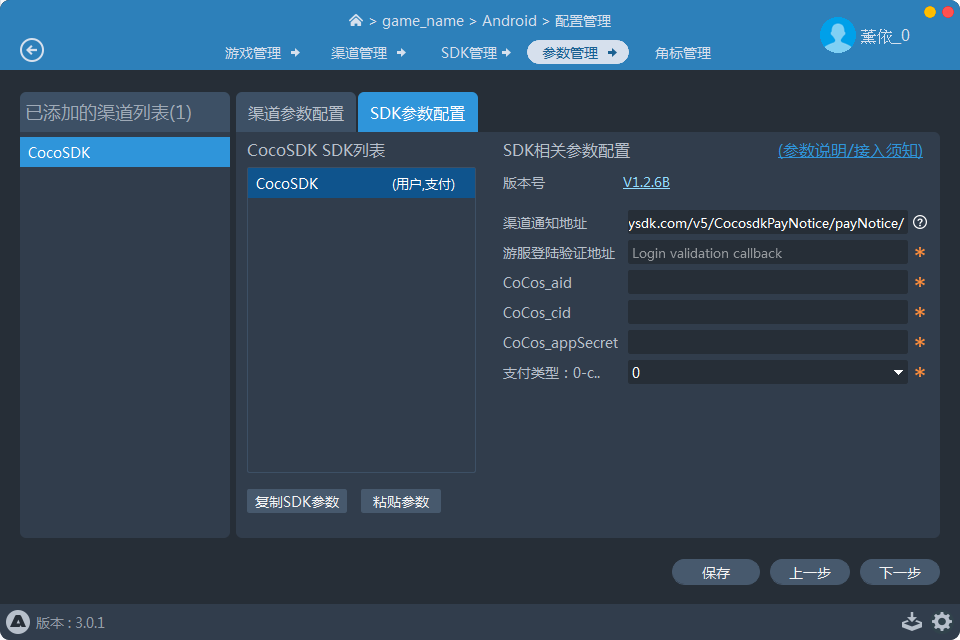 > game_name > Android > 配置管理
薰依_0
游戏管理 渠道管理 SDK管理 参数管理 角标管理
已添加的渠道列表(1)
渠道参数配置 SDK参数配置
CocoSDK
CocoSDK SDK列表
CocoSDK (用户,支付)
SDK相关参数配置 (参数说明/接入须知)
版本号 V1.2.6B
渠道通知地址 ysdk.com/v5/CocosdkPayNotice/payNotice/ ?
游服登陆验证地址 Login validation callback *
CoCos_aid *
CoCos_cid *
CoCos_appSecret *
支付类型：0-c.. 0 *
复制SDK参数 粘贴参数
保存 上一步 下一步
版本 : 3.0.1